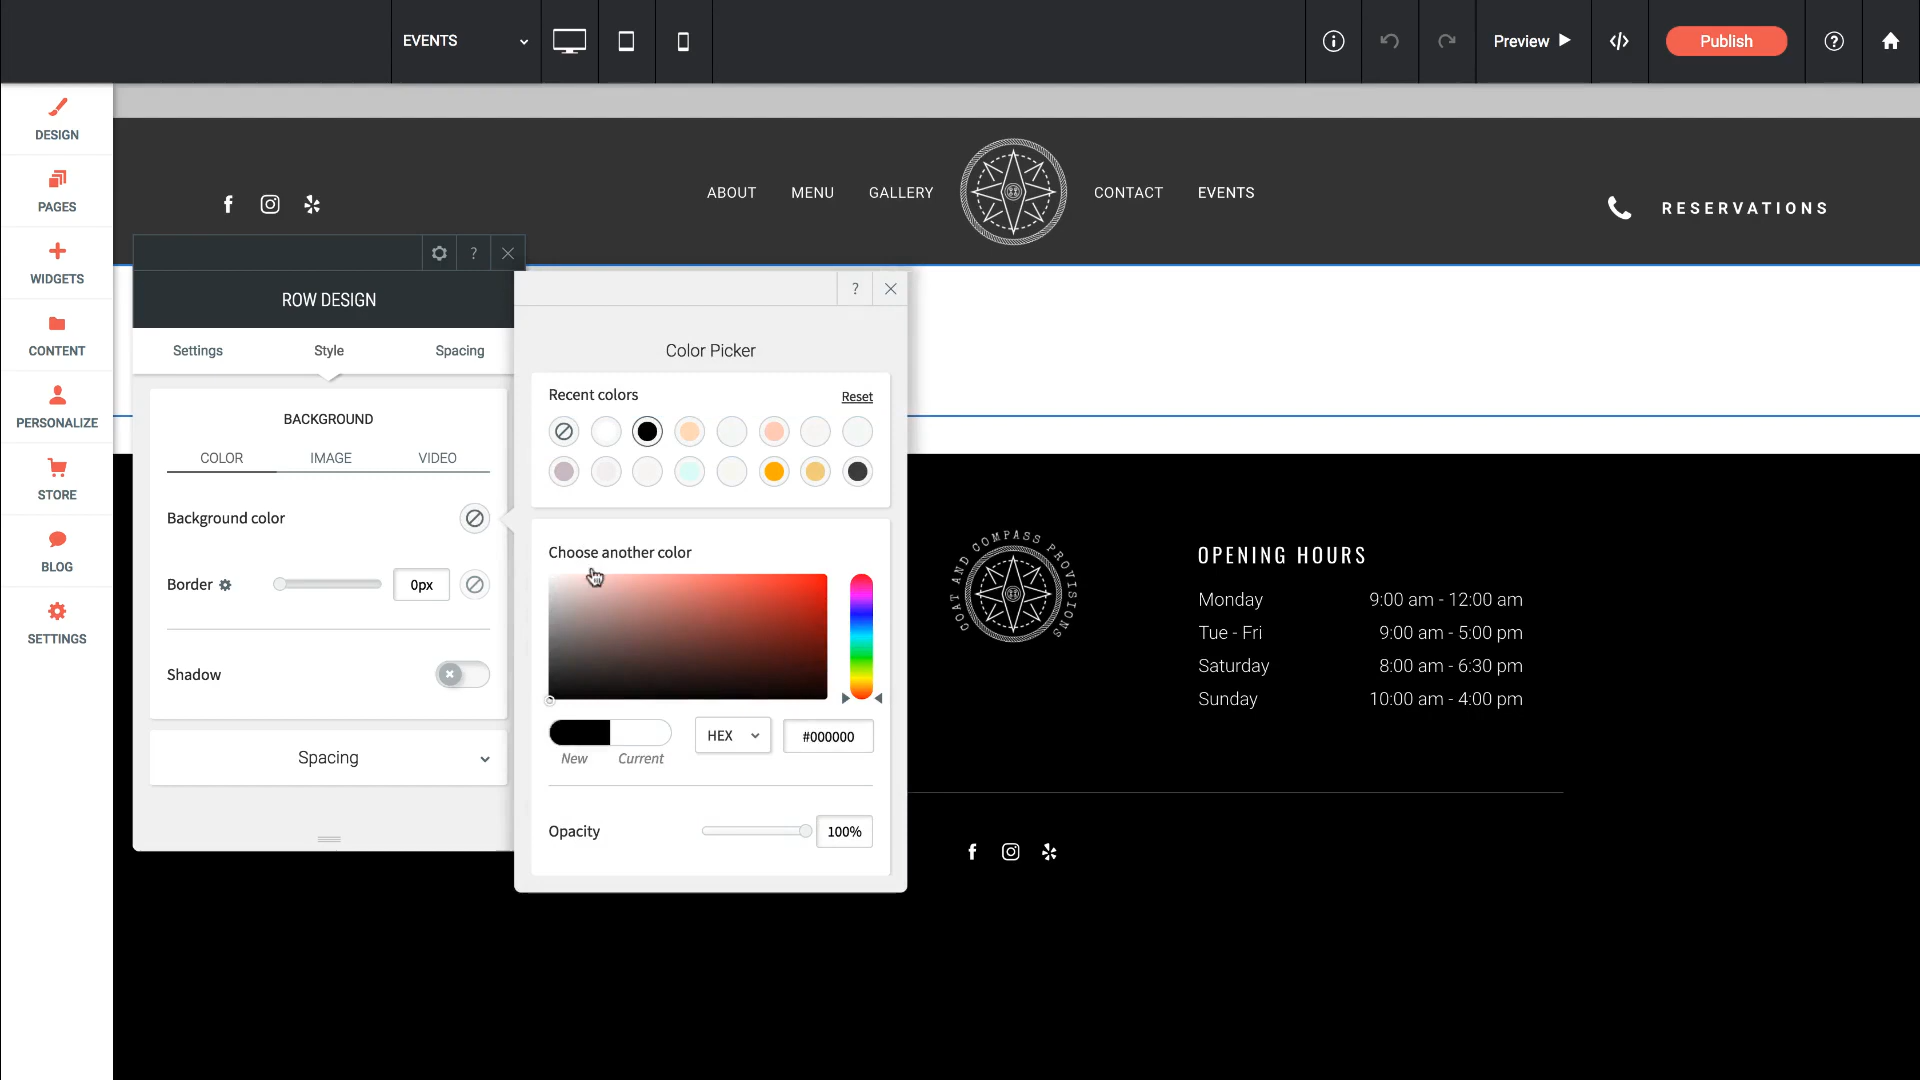 EVENTS
Preview
Publish
DESIGN
PAGES
WIDGETS
CONTENT
PERSONALIZE
STORE
BLOG
SETTINGS
ABOUT
MENU
GALLERY
CONTACT
EVENTS
RESERVATIONS
?
ROW DESIGN
Settings
Style
Spacing
BACKGROUND
COLOR
IMAGE
VIDEO
Background color
Border
0px
Shadow
Spacing
?
Color Picker
Recent colors
Reset
Choose another color
New
Current
HEX
#000000
Opacity
100%
COAT AND COMPASS PROVISIONS
OPENING HOURS
Monday 9:00 am - 12:00 am
Tue - Fri 9:00 am - 5:00 pm
Saturday 8:00 am - 6:30 pm
Sunday 10:00 am - 4:00 pm